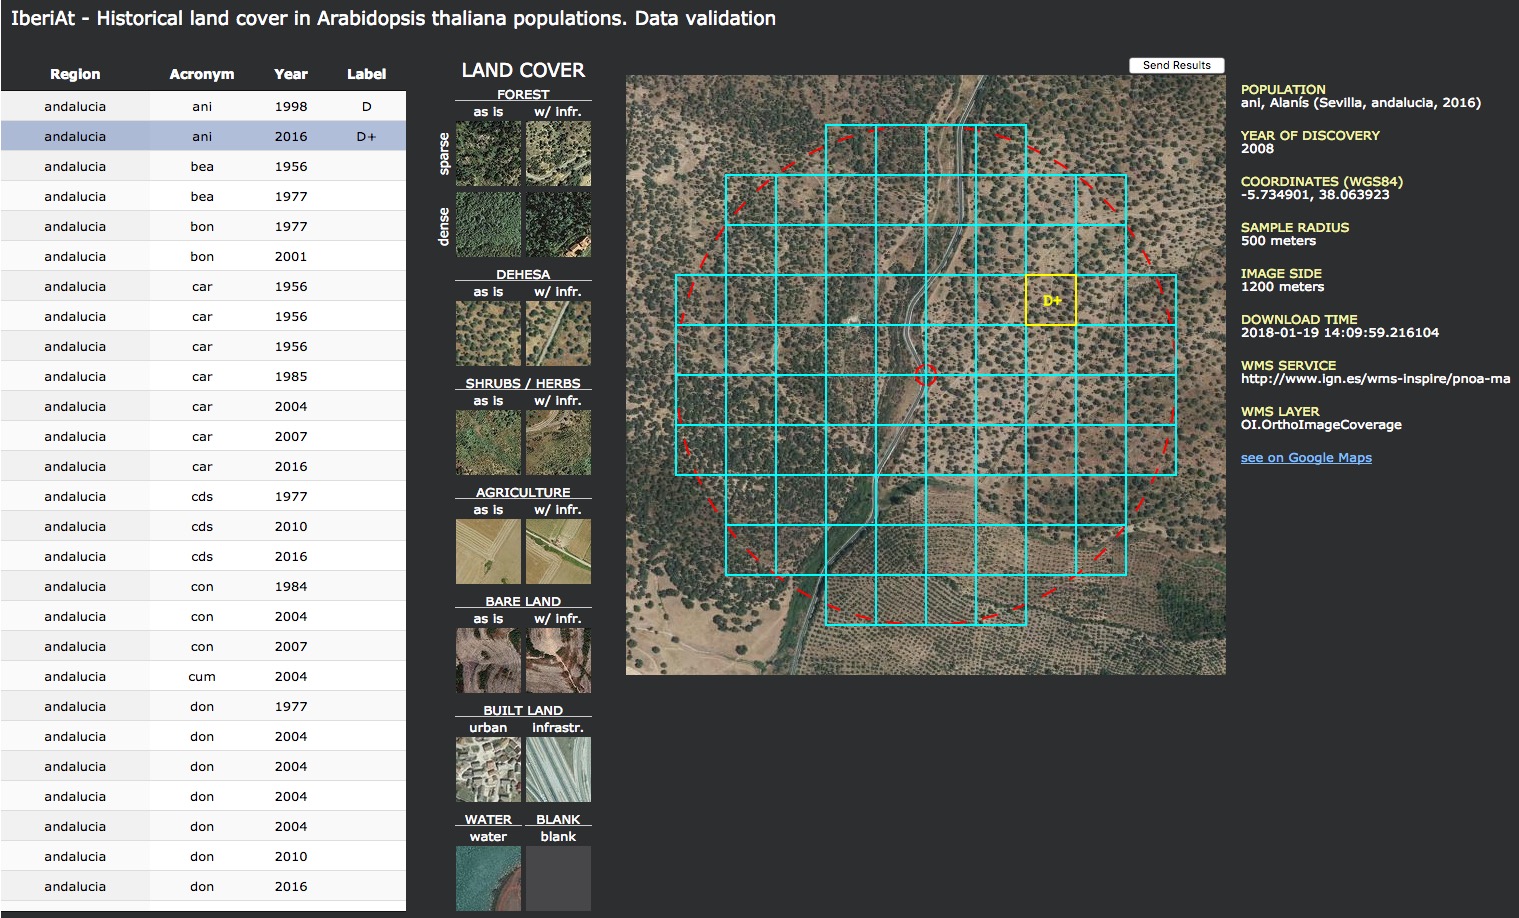 IberiAt - Historical land cover in Arabidopsis thaliana populations. Data validation
Region Acronym Year Label
andalucia ani 1998 D
andalucia ani 2016 D+
andalucia bea 1956
andalucia bea 1977
andalucia bon 1977
andalucia bon 2001
andalucia car 1956
andalucia car 1956
andalucia car 1956
andalucia car 1985
andalucia car 2004
andalucia car 2007
andalucia car 2016
andalucia cds 1977
andalucia cds 2010
andalucia cds 2016
andalucia con 1984
andalucia con 2004
andalucia con 2007
andalucia cum 2004
andalucia don 1977
andalucia don 2004
andalucia don 2004
andalucia don 2004
andalucia don 2004
andalucia don 2010
andalucia don 2016
LAND COVER
FOREST
as is w/ infr.
sparse
dense
DEHESA
as is w/ infr.
SHRUBS / HERBS
as is w/ infr.
AGRICULTURE
as is w/ infr.
BARE LAND
as is w/ infr.
BUILT LAND
urban infrastr.
WATER BLANK
water blank
Send Results
D+
POPULATION
ani, Alanís (Sevilla, andalucia, 2016)
YEAR OF DISCOVERY
2008
COORDINATES (WGS84)
-5.734901, 38.063923
SAMPLE RADIUS
500 meters
IMAGE SIDE
1200 meters
DOWNLOAD TIME
2018-01-19 14:09:59.216104
WMS SERVICE
http://www.ign.es/wms-inspire/pnoa-ma
WMS LAYER
OI.OrthoImageCoverage
see on Google Maps